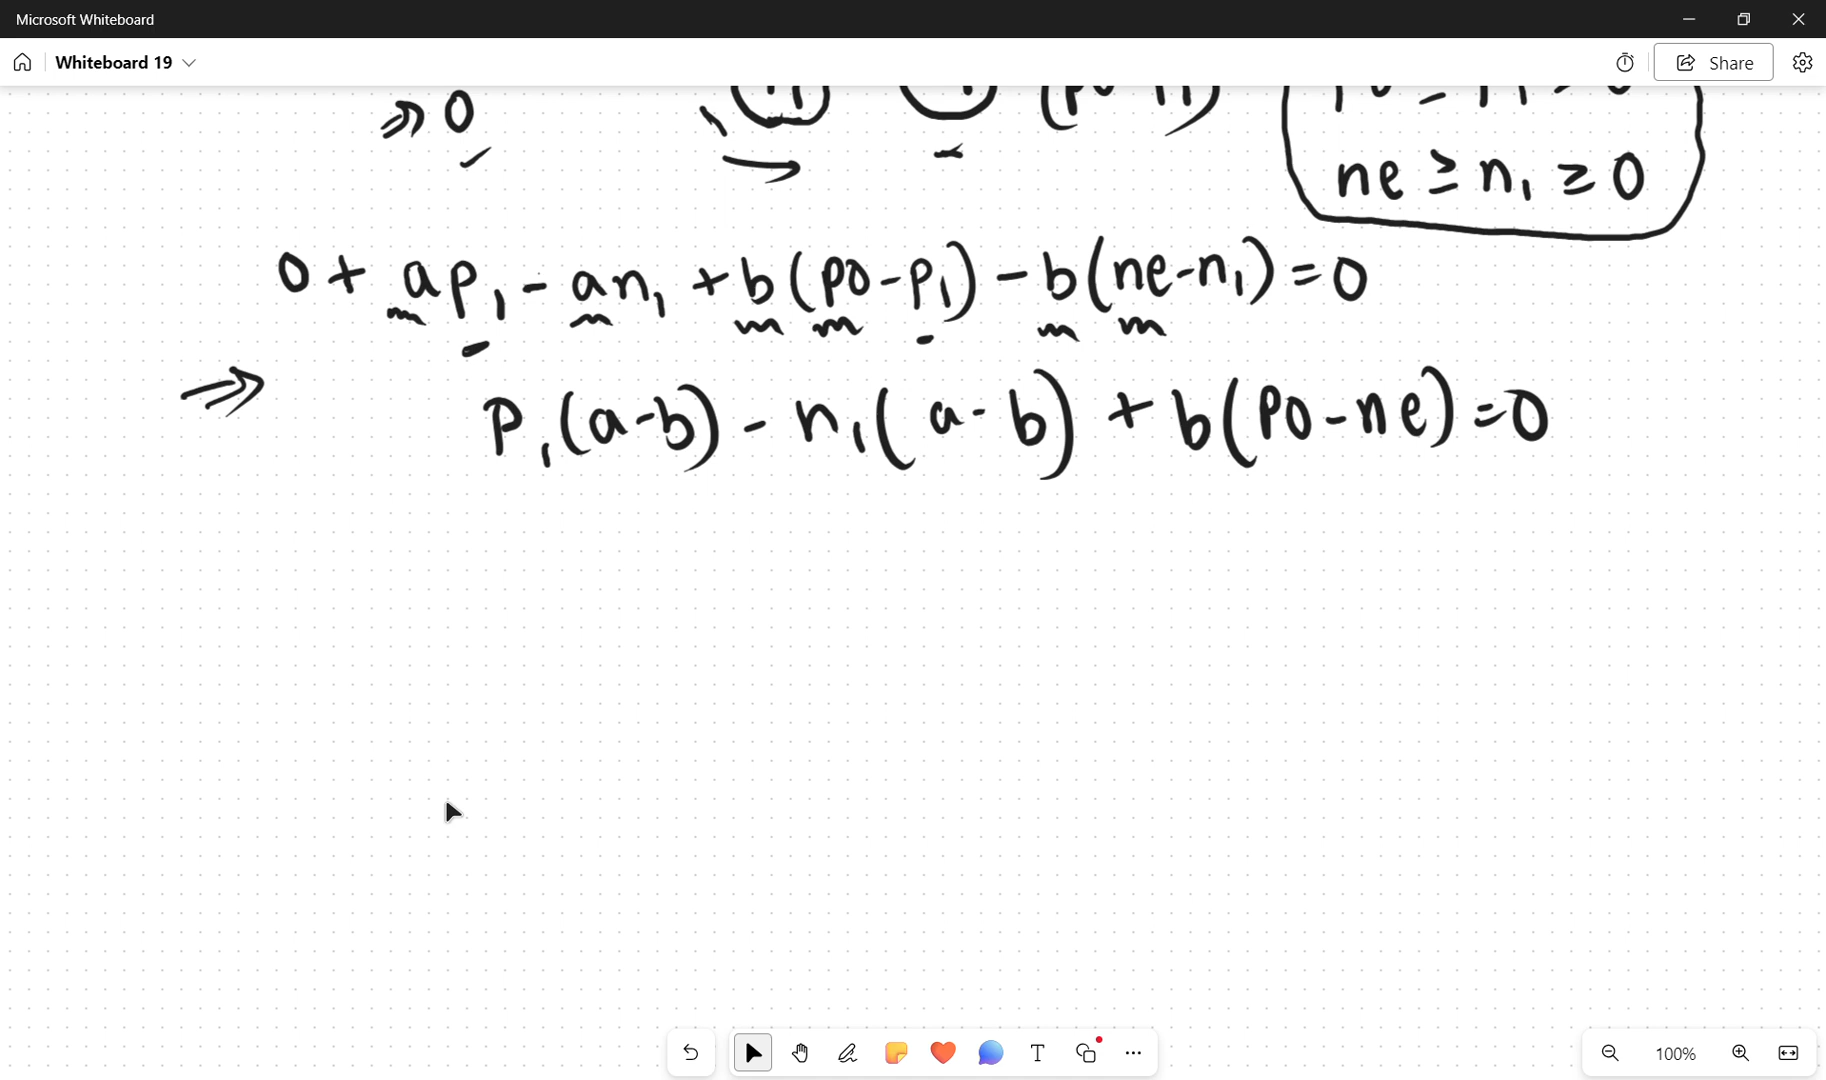 Microsoft Whiteboard
Whiteboard 19
Share
⇒ 0
ne ≥ n₁ ≥ 0
0 + ap₁ - an₁ + b(po - p₁) - b(ne - n₁) = 0
⇒ p₁(a-b) - n₁(a-b) + b(po - ne) = 0
T
100%